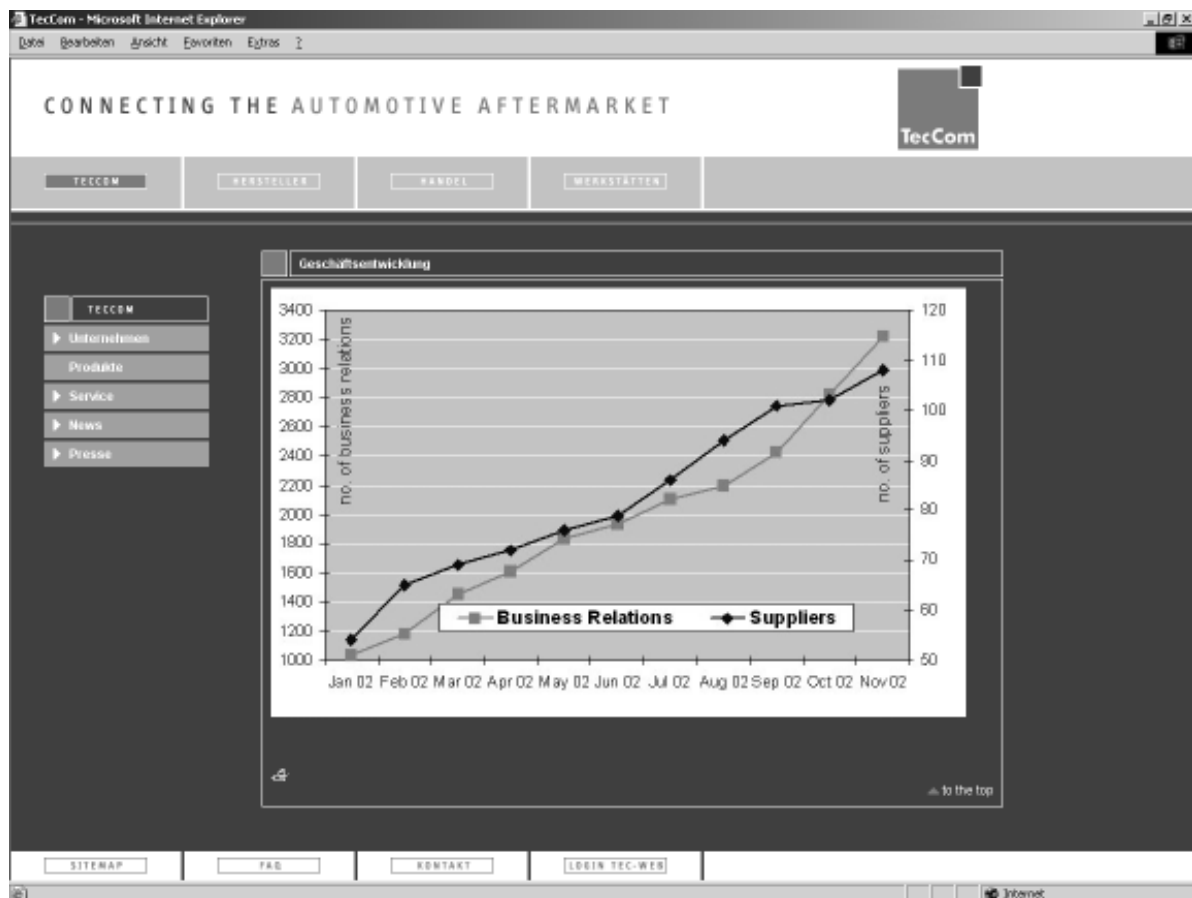 TecCom - Microsoft Internet Explorer
Datei Bearbeiten Ansicht Favoriten Extras ?
CONNECTING THE AUTOMOTIVE AFTERMARKET
TecCom
TECCOM HERSTELLER HANDEL WERKSTÄTTEN
Geschäftsentwicklung
TECCOM
Unternehmen
Produkte
Service
News
Presse
3400
3200
3000
2800
2600
2400
2200
2000
1800
1600
1400
1200
1000
no. of business relations
120
110
100
90
80
70
60
50
no. of suppliers
Business Relations Suppliers
Jan 02 Feb 02 Mar 02 Apr 02 May 02 Jun 02 Jul 02 Aug 02 Sep 02 Oct 02 Nov 02
to the top
SITEMAP FAQ KONTAKT LOGIN TEC-WEB
Internet